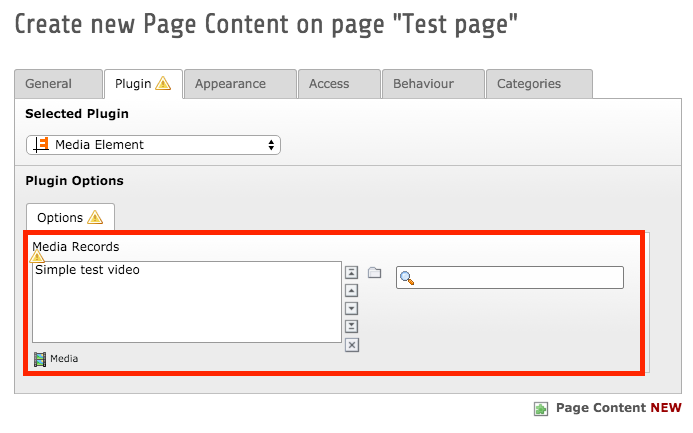 Create new Page Content on page "Test page"
General Plugin Appearance Access Behaviour Categories
Selected Plugin
Media Element
Plugin Options
Options
Media Records
Simple test video
Media
Page Content NEW